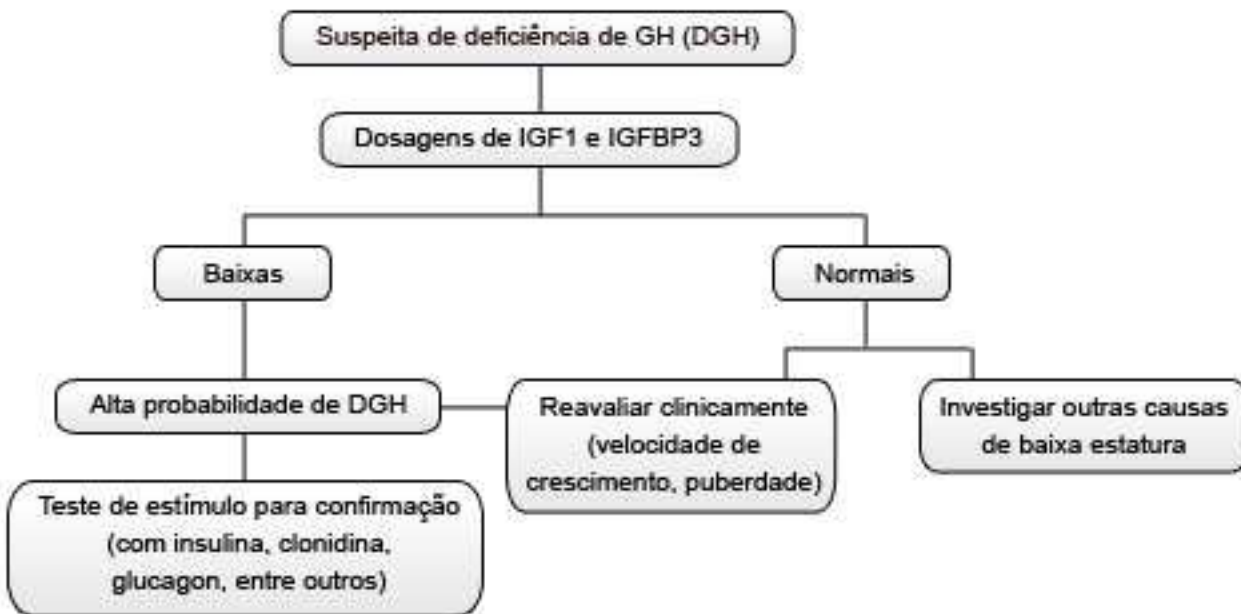 Suspeita de deficiência de GH (DGH)
Dosagens de IGF1 e IGFBP3
Baixas
Normais
Alta probabilidade de DGH
Reavaliar clinicamente
(velocidade de
crescimento, puberdade)
Investigar outras causas
de baixa estatura
Teste de estímulo para confirmação
(com insulina, clonidina,
glucagon, entre outros)